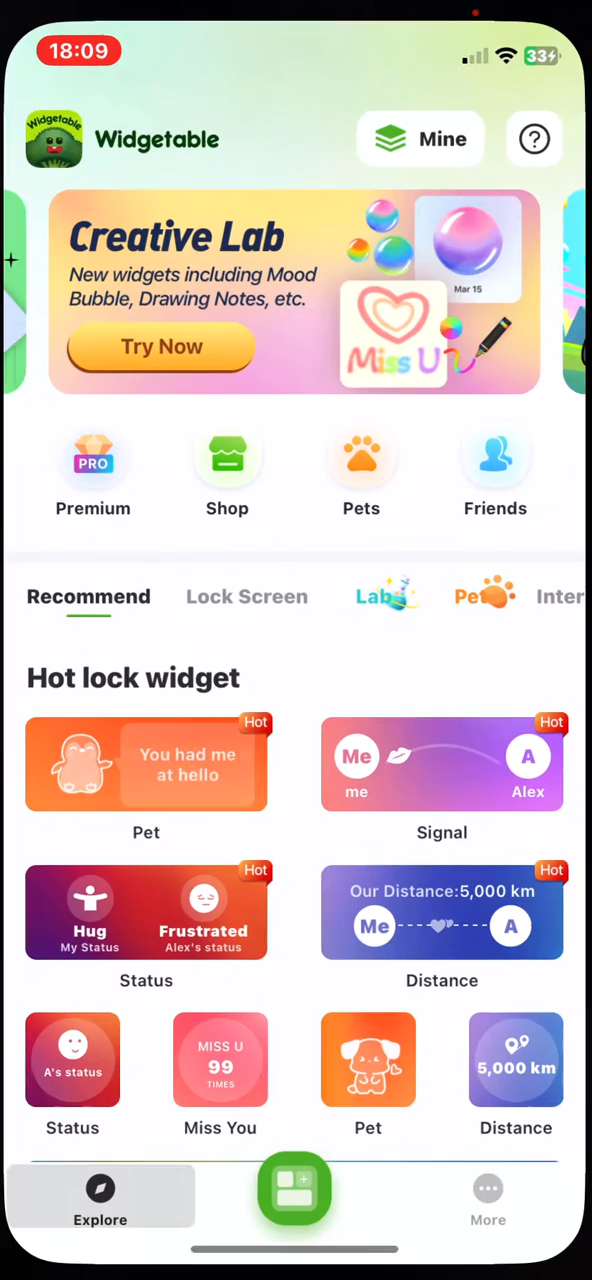 18:09
33
Widgetable
Widgetable
Mine
?
Creative Lab
New widgets including Mood
Bubble, Drawing Notes, etc.
Try Now
Mar 15
Miss U
PRO
Premium
Shop
Pets
Friends
Recommend
Lock Screen
Lab
Pet
Inter
Hot lock widget
Hot
You had me
at hello
Pet
Hot
Me
A
me
Alex
Signal
Hot
Hug
Frustrated
My Status
Alex's status
Status
Hot
Our Distance:5,000 km
Me
A
Distance
A's status
Status
MISS U
99
TIMES
Miss You
Pet
5,000 km
Distance
Explore
More